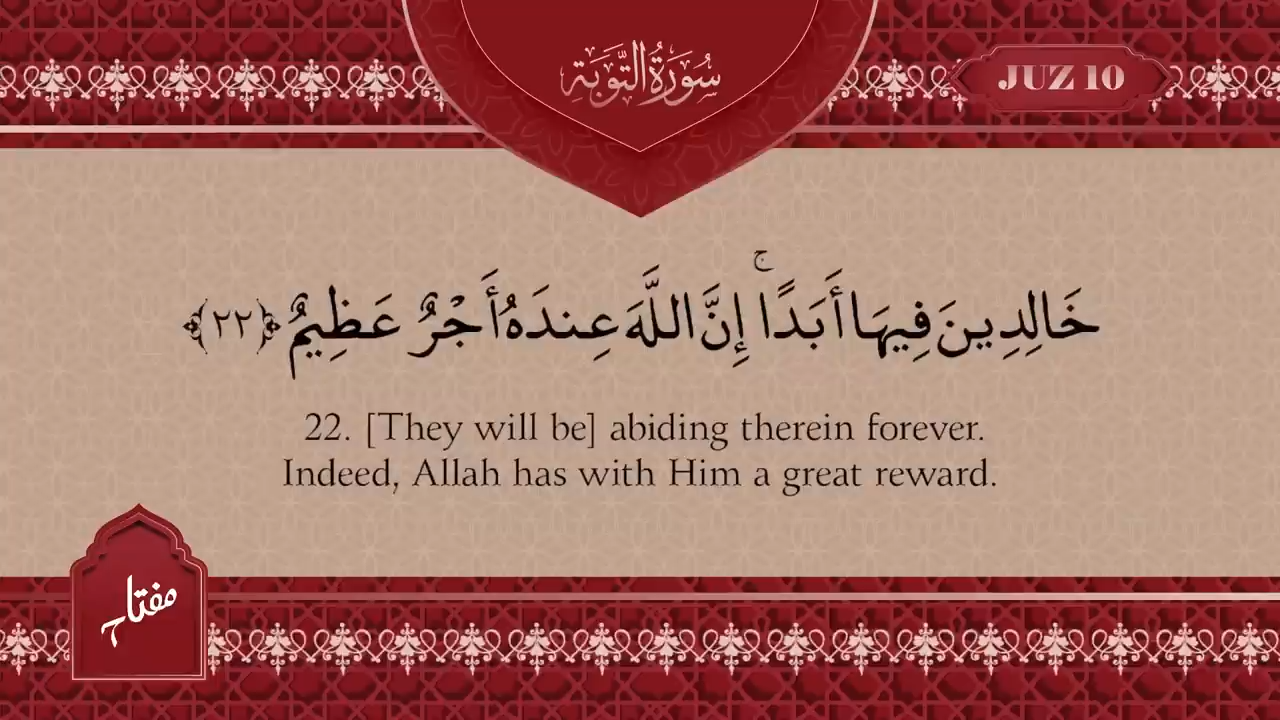 سُورَةُ التَّوْبَةِ
JUZ 10
خَالِدِينَ فِيهَا أَبَدًا ۚ إِنَّ اللَّهَ عِندَهُ أَجْرٌ عَظِيمٌ ﴿٢٢﴾
22. [They will be] abiding therein forever.
Indeed, Allah has with Him a great reward.
مفتاح